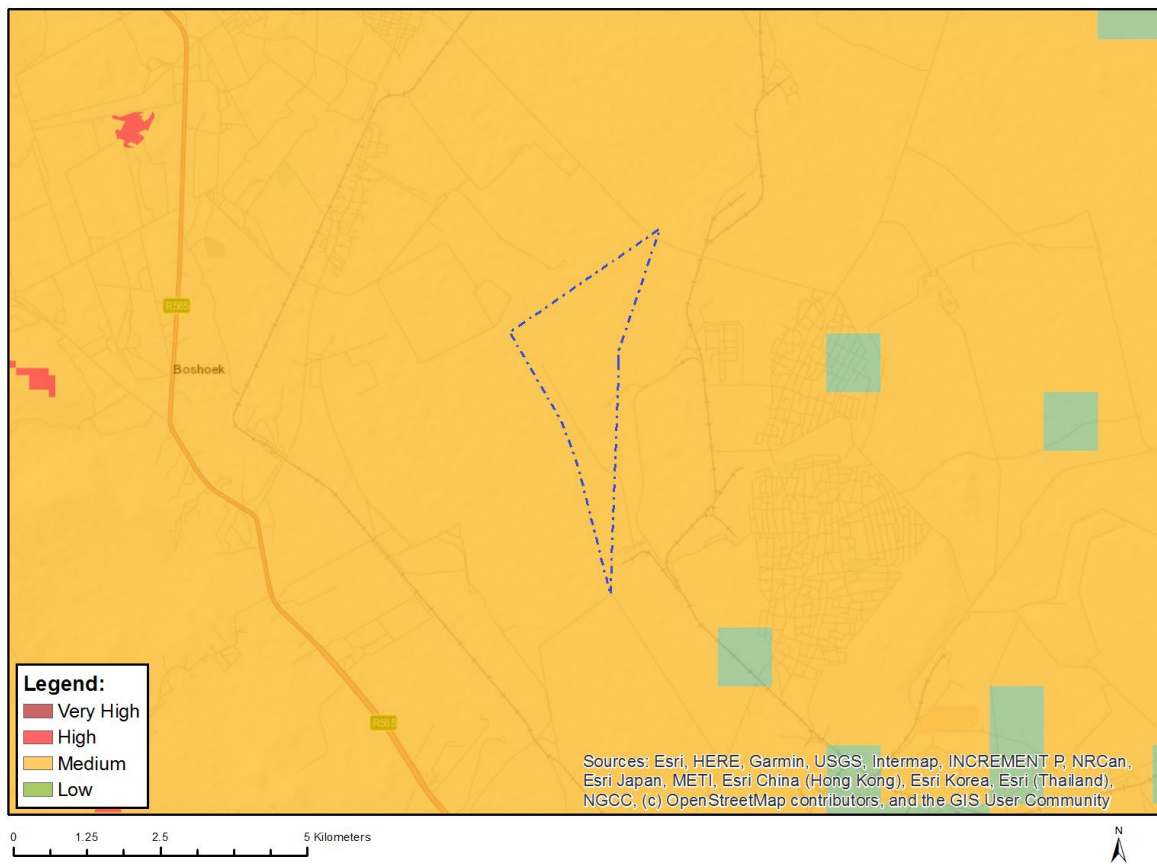 R565
Boshoek
R565
Legend:
Very High
High
Medium
Low
Sources: Esri, HERE, Garmin, USGS, Intermap, INCREMENT P, NRCan,
Esri Japan, METI, Esri China (Hong Kong), Esri Korea, Esri (Thailand),
NGCC, (c) OpenStreetMap contributors, and the GIS User Community
0 1.25 2.5 5 Kilometers
N